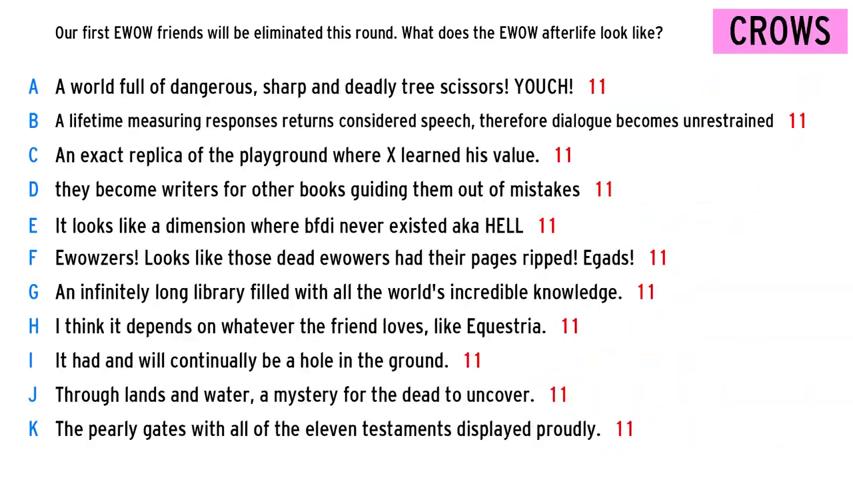 Our first EWOW friends will be eliminated this round. What does the EWOW afterlife look like?
CROWS
A A world full of dangerous, sharp and deadly tree scissors! YOUCH! 11
B A lifetime measuring responses returns considered speech, therefore dialogue becomes unrestrained 11
C An exact replica of the playground where X learned his value. 11
D they become writers for other books guiding them out of mistakes 11
E It looks like a dimension where bfdi never existed aka HELL 11
F Ewowzers! Looks like those dead ewowers had their pages ripped! Egads! 11
G An infinitely long library filled with all the world's incredible knowledge. 11
H I think it depends on whatever the friend loves, like Equestria. 11
I It had and will continually be a hole in the ground. 11
J Through lands and water, a mystery for the dead to uncover. 11
K The pearly gates with all of the eleven testaments displayed proudly. 11